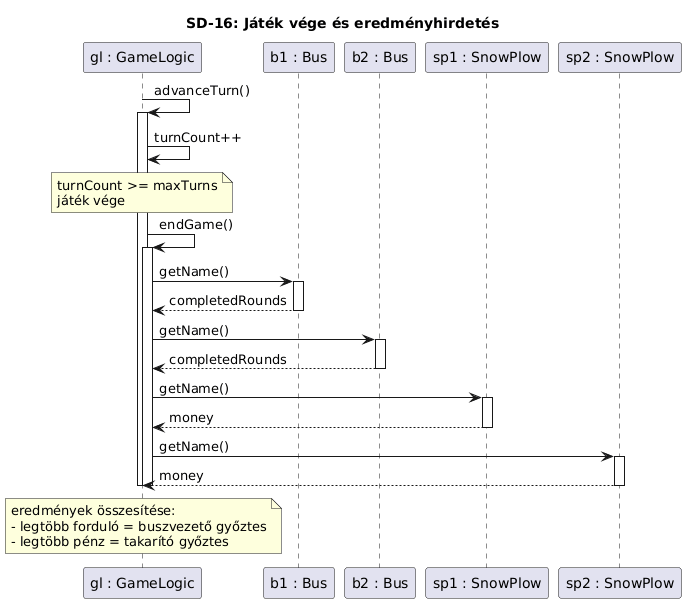 SD-16: Játék vége és eredményhirdetés
gl : GameLogic
b1 : Bus
b2 : Bus
sp1 : SnowPlow
sp2 : SnowPlow
advanceTurn()
turnCount++
turnCount >= maxTurns
játék vége
endGame()
getName()
completedRounds
getName()
completedRounds
getName()
money
getName()
money
eredmények összesítése:
- legtöbb forduló = buszvezető győztes
- legtöbb pénz = takarító győztes
gl : GameLogic
b1 : Bus
b2 : Bus
sp1 : SnowPlow
sp2 : SnowPlow